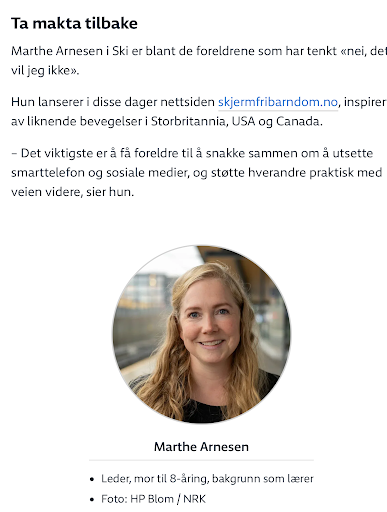 Ta makta tilbake
Marthe Arnesen i Ski er blant de foreldrene som har tenkt «nei, det
vil jeg ikke».
Hun lanserer i disse dager nettsiden skjermfribarndom.no, inspirer
av liknende bevegelser i Storbritannia, USA og Canada.
– Det viktigste er å få foreldre til å snakke sammen om å utsette
smarttelefon og sosiale medier, og støtte hverandre praktisk med
veien videre, sier hun.
Marthe Arnesen
• Leder, mor til 8-åring, bakgrunn som lærer
• Foto: HP Blom / NRK